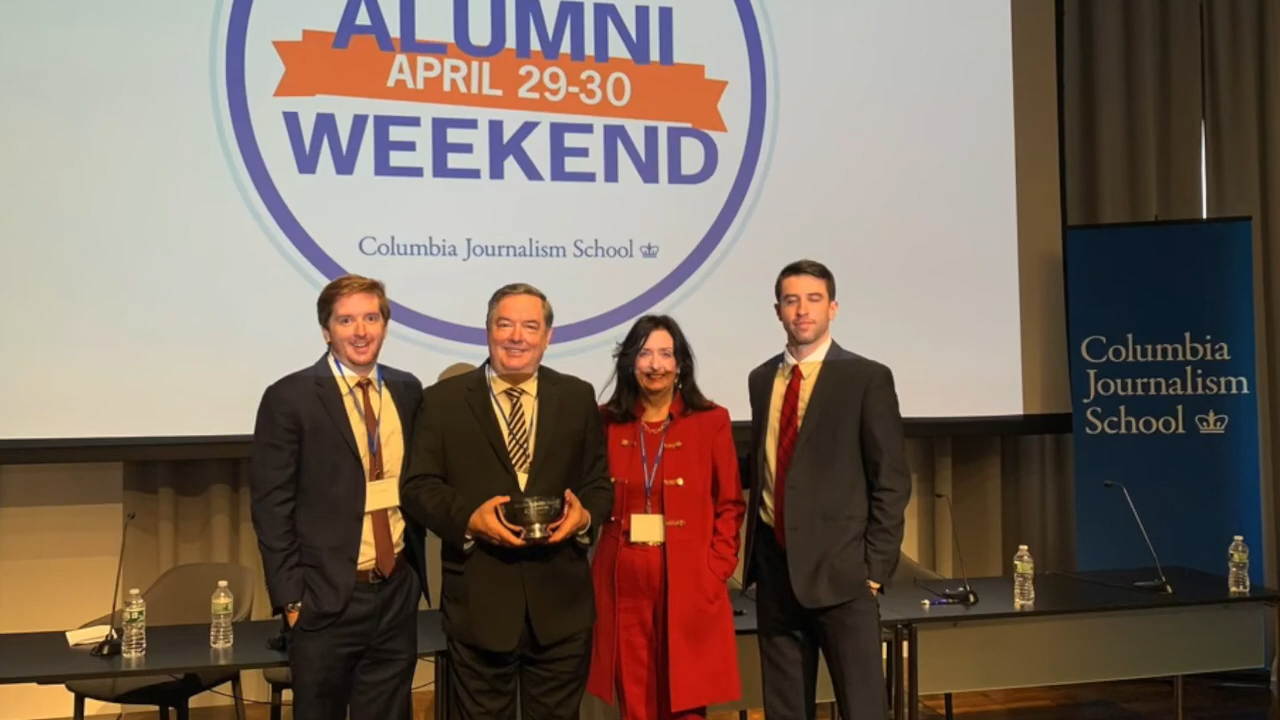 ALUMNI
APRIL 29-30
WEEKEND
Columbia Journalism School
Columbia
Journalism
School